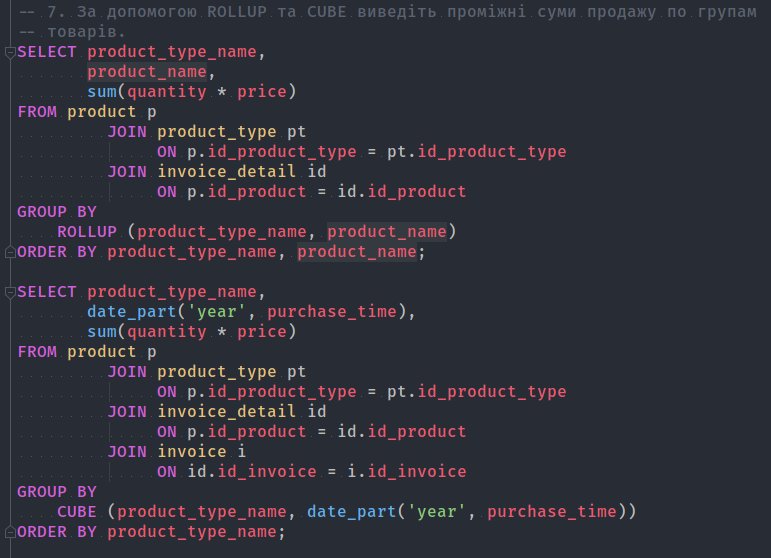 -- 7. За допомогою ROLLUP та CUBE виведіть проміжні суми продажу по групам
-- товарів.
SELECT product_type_name,
product_name,
sum(quantity * price)
FROM product p
JOIN product_type pt
ON p.id_product_type = pt.id_product_type
JOIN invoice_detail id
ON p.id_product = id.id_product
GROUP BY
ROLLUP (product_type_name, product_name)
ORDER BY product_type_name, product_name;
SELECT product_type_name,
date_part('year', purchase_time),
sum(quantity * price)
FROM product p
JOIN product_type pt
ON p.id_product_type = pt.id_product_type
JOIN invoice_detail id
ON p.id_product = id.id_product
JOIN invoice i
ON id.id_invoice = i.id_invoice
GROUP BY
CUBE (product_type_name, date_part('year', purchase_time))
ORDER BY product_type_name;